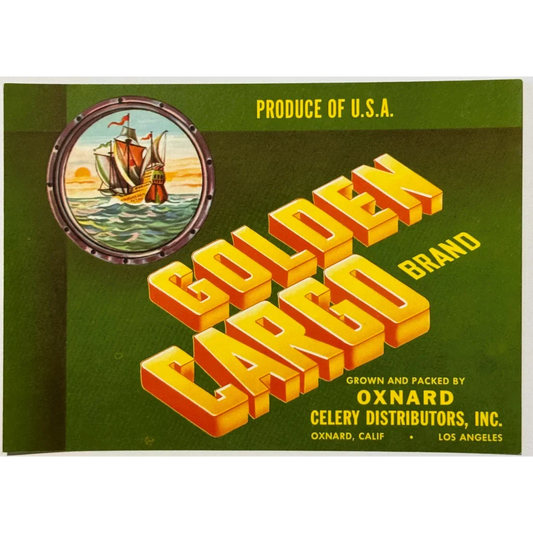 PRODUCE OF U.S.A.
GOLDEN
CARGO
BRAND
GROWN AND PACKED BY
OXNARD
CELERY DISTRIBUTORS, INC.
OXNARD, CALIF • LOS ANGELES